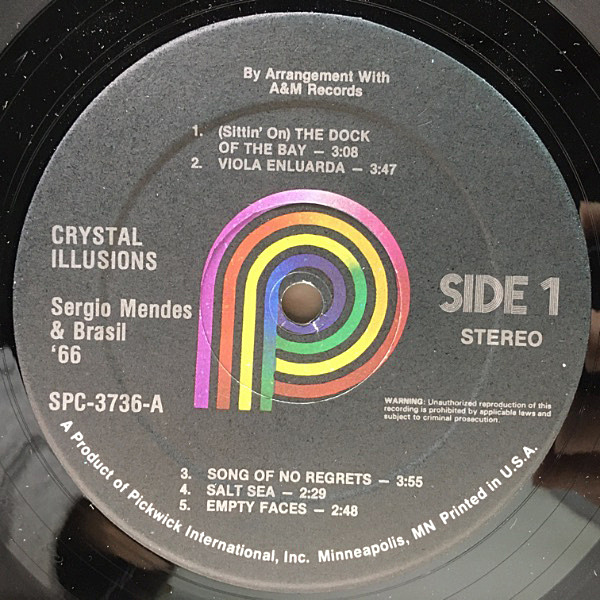 By Arrangement With
A&M Records
1. (Sittin' On) THE DOCK
OF THE BAY – 3:08
2. VIOLA ENLUARDA – 3:47
CRYSTAL
ILLUSIONS
Sergio Mendes
& Brasil
'66
SPC-3736-A
SIDE 1
STEREO
WARNING: Unauthorized reproduction of this
recording is prohibited by applicable laws and
subject to criminal prosecution.
3. SONG OF NO REGRETS – 3:55
4. SALT SEA – 2:29
5. EMPTY FACES – 2:48
A Product of Pickwick International, Inc. Minneapolis, MN Printed in U.S.A.